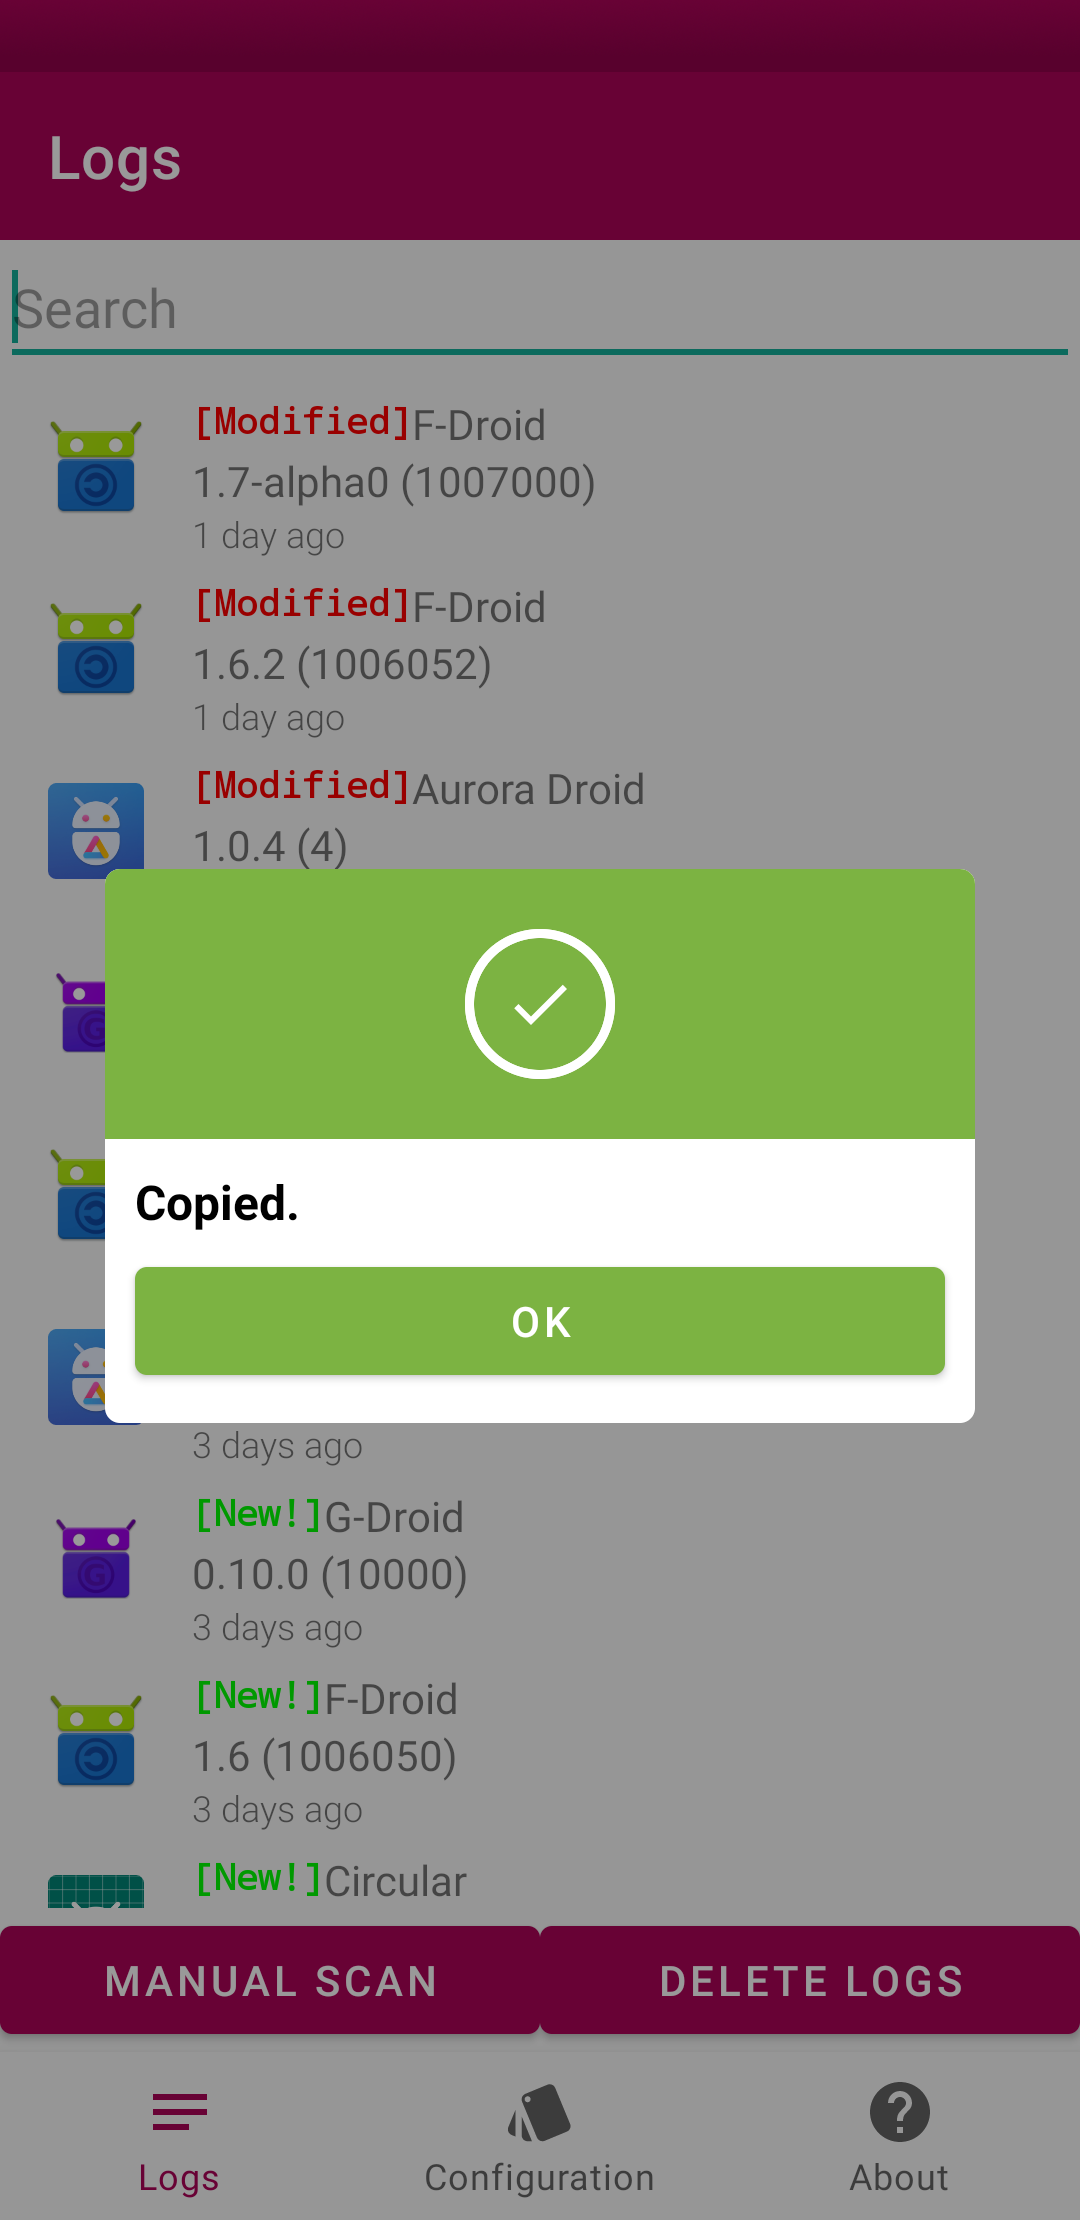 Logs
Search
[Modified]F-Droid
1.7-alpha0 (1007000)
1 day ago
[Modified]F-Droid
1.6.2 (1006052)
1 day ago
[Modified]Aurora Droid
1.0.4 (4)
Copied.
OK
3 days ago
[New!]G-Droid
0.10.0 (10000)
3 days ago
[New!]F-Droid
1.6 (1006050)
3 days ago
[New!]Circular
MANUAL SCAN
DELETE LOGS
Logs
Configuration
About